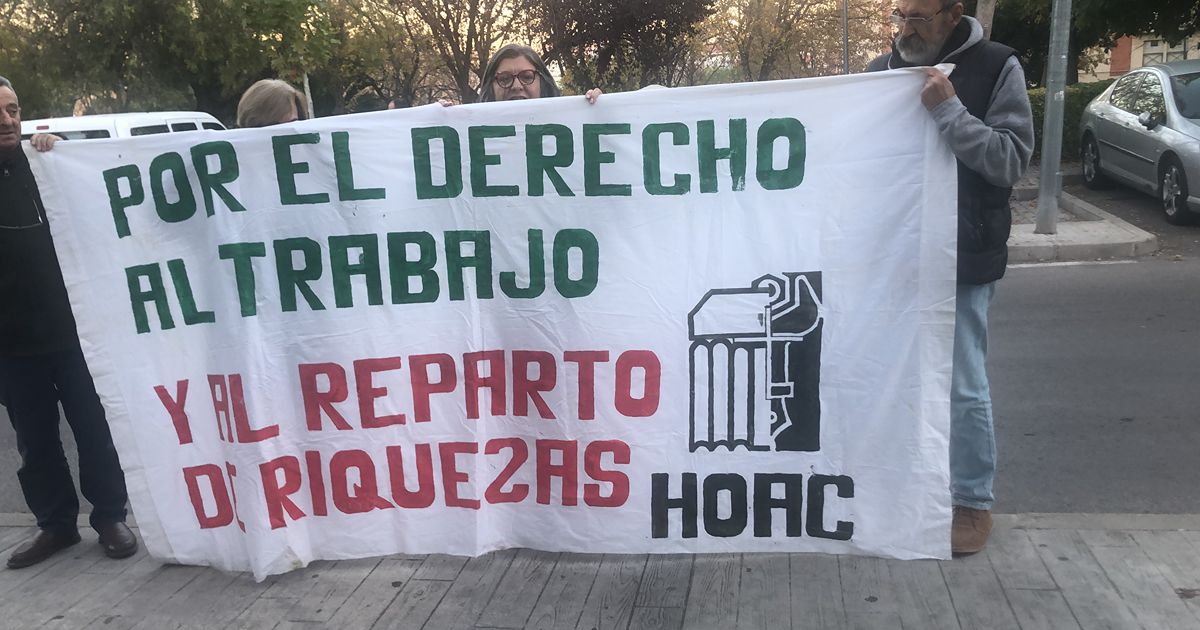 POR EL DERECHO
AL TRABAJO
Y AL REPARTO
DE RIQUEZAS
HOAC